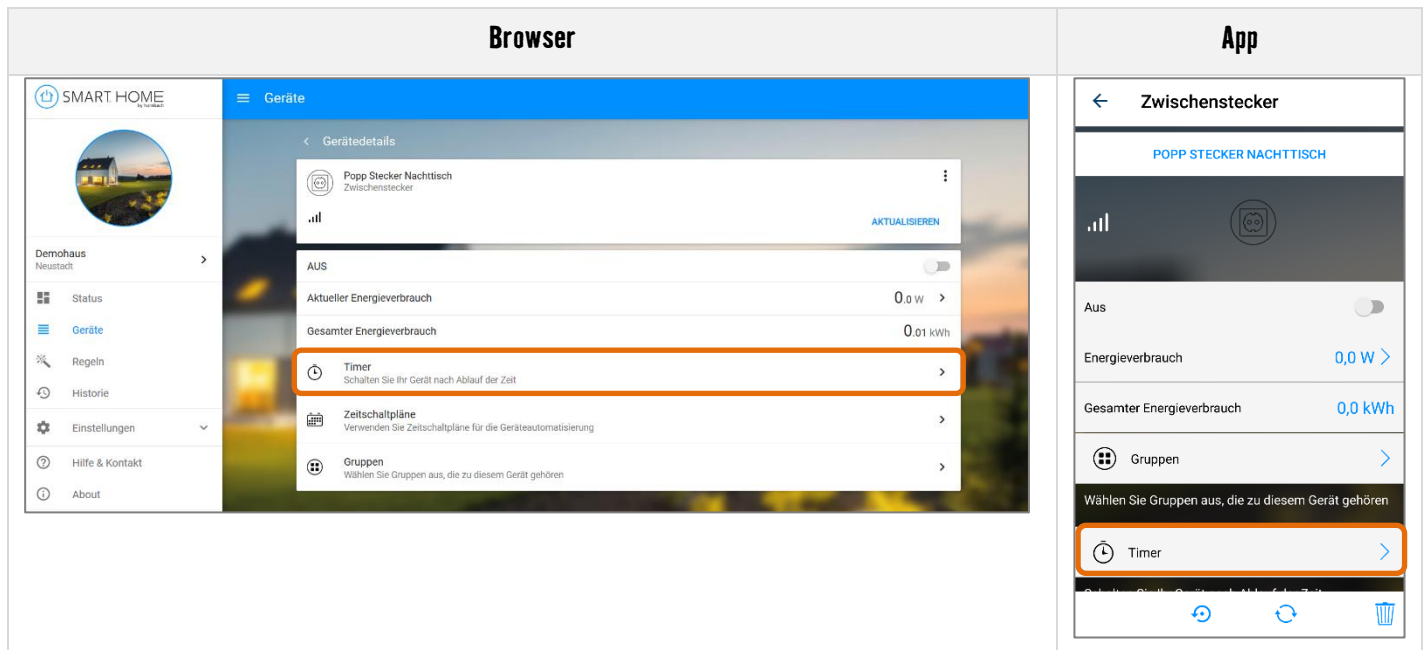 Browser
App
SMART HOME
by hornbach
Geräte
Gerätedetails
Popp Stecker Nachttisch
Zwischenstecker
AKTUALISIEREN
Demohaus
Neustadt
Status
Geräte
Regeln
Historie
Einstellungen
Hilfe & Kontakt
About
AUS
Aktueller Energieverbrauch
0.0 W
Gesamter Energieverbrauch
0.01 kWh
Timer
Schalten Sie Ihr Gerät nach Ablauf der Zeit
Zeitschaltpläne
Verwenden Sie Zeitschaltpläne für die Geräteautomatisierung
Gruppen
Wählen Sie Gruppen aus, die zu diesem Gerät gehören
Zwischenstecker
POPP STECKER NACHTTISCH
Aus
Energieverbrauch
0,0 W
Gesamter Energieverbrauch
0,0 kWh
Gruppen
Wählen Sie Gruppen aus, die zu diesem Gerät gehören
Timer